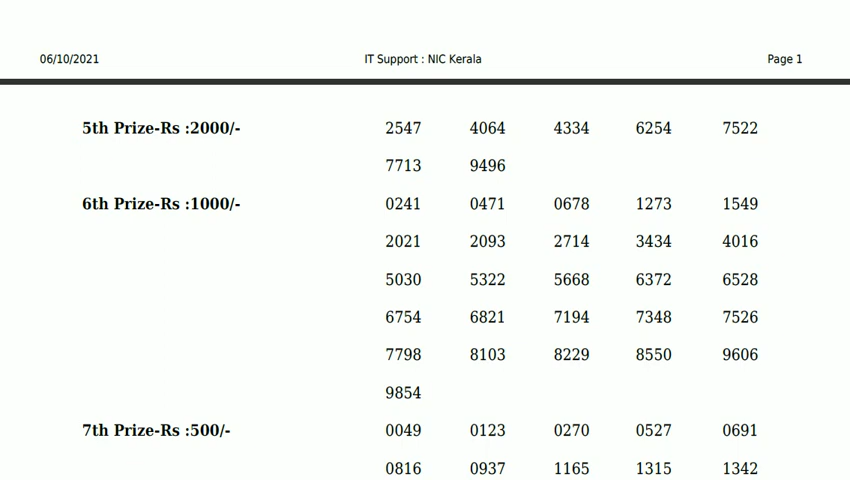 06/10/2021 IT Support : NIC Kerala Page 1
5th Prize-Rs :2000/- 2547 4064 4334 6254 7522
7713 9496
6th Prize-Rs :1000/- 0241 0471 0678 1273 1549
2021 2093 2714 3434 4016
5030 5322 5668 6372 6528
6754 6821 7194 7348 7526
7798 8103 8229 8550 9606
9854
7th Prize-Rs :500/- 0049 0123 0270 0527 0691
0816 0937 1165 1315 1342